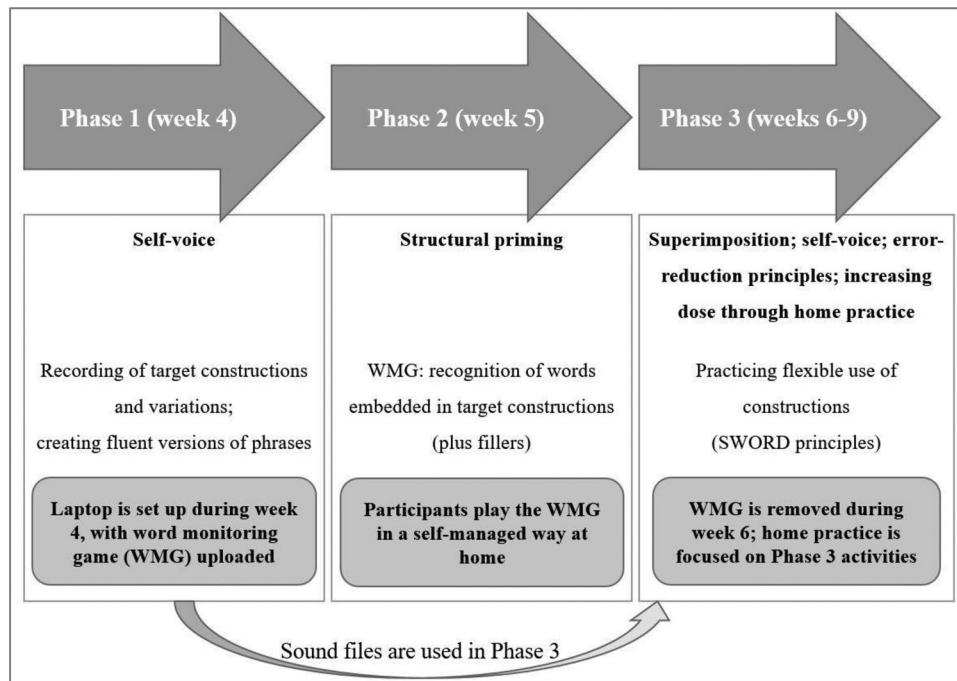 Phase 1 (week 4)
Phase 2 (week 5)
Phase 3 (weeks 6-9)
Self-voice
Recording of target constructions
and variations;
creating fluent versions of phrases
Laptop is set up during week
4, with word monitoring
game (WMG) uploaded
Structural priming
WMG: recognition of words
embedded in target constructions
(plus fillers)
Participants play the WMG
in a self-managed way at
home
Superimposition; self-voice; error-
reduction principles; increasing
dose through home practice
Practicing flexible use of
constructions
(SWORD principles)
WMG is removed during
week 6; home practice is
focused on Phase 3 activities
Sound files are used in Phase 3